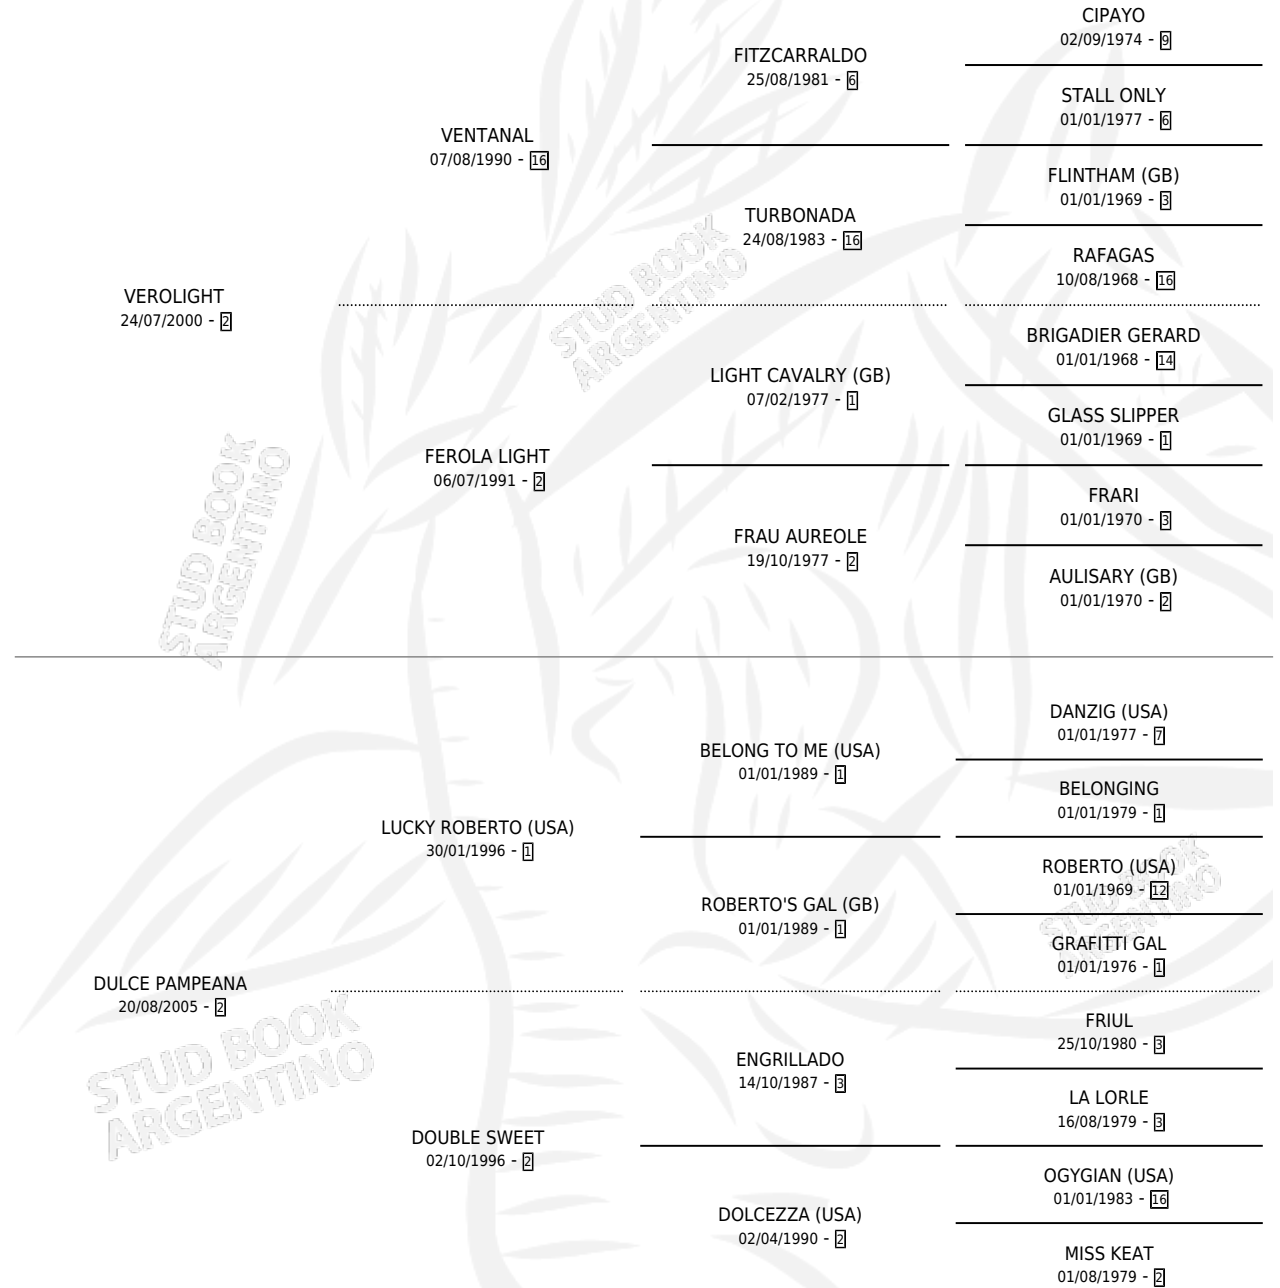 CIPAYO
02/09/1974 - 9
FITZCARRALDO
25/08/1981 - 6
STALL ONLY
01/01/1977 - 6
VENTANAL
07/08/1990 - 16
FLINTHAM (GB)
01/01/1969 - 3
TURBONADA
24/08/1983 - 16
RAFAGAS
10/08/1968 - 16
VEROLIGHT
24/07/2000 - 2
STUD BOOK
ARGENTINO
BRIGADIER GERARD
01/01/1968 - 14
LIGHT CAVALRY (GB)
07/02/1977 - 1
GLASS SLIPPER
01/01/1969 - 1
FEROLA LIGHT
06/07/1991 - 2
FRARI
01/01/1970 - 3
FRAU AUREOLE
19/10/1977 - 2
AULISARY (GB)
01/01/1970 - 2
STUD BOOK
ARGENTINO
DANZIG (USA)
01/01/1977 - 7
BELONG TO ME (USA)
01/01/1989 - 1
BELONGING
01/01/1979 - 1
LUCKY ROBERTO (USA)
30/01/1996 - 1
ROBERTO (USA)
01/01/1969 - 12
ROBERTO'S GAL (GB)
01/01/1989 - 1
STUD BOOK
ARGENTINO
GRAFITTI GAL
01/01/1976 - 1
DULCE PAMPEANA
20/08/2005 - 2
FRIUL
25/10/1980 - 3
ENGRILLADO
14/10/1987 - 3
STUD BOOK
ARGENTINO
LA LORLE
16/08/1979 - 3
DOUBLE SWEET
02/10/1996 - 2
OGYGIAN (USA)
01/01/1983 - 16
DOLCEZZA (USA)
02/04/1990 - 2
MISS KEAT
01/08/1979 - 2